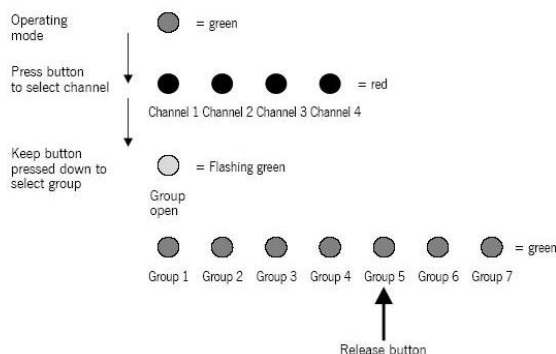 Operating
mode
= green
Press button
to select channel
= red
Channel 1 Channel 2 Channel 3 Channel 4
Keep button
pressed down to
select group
= Flashing green
Group
open
= green
Group 1 Group 2 Group 3 Group 4 Group 5 Group 6 Group 7
Release button